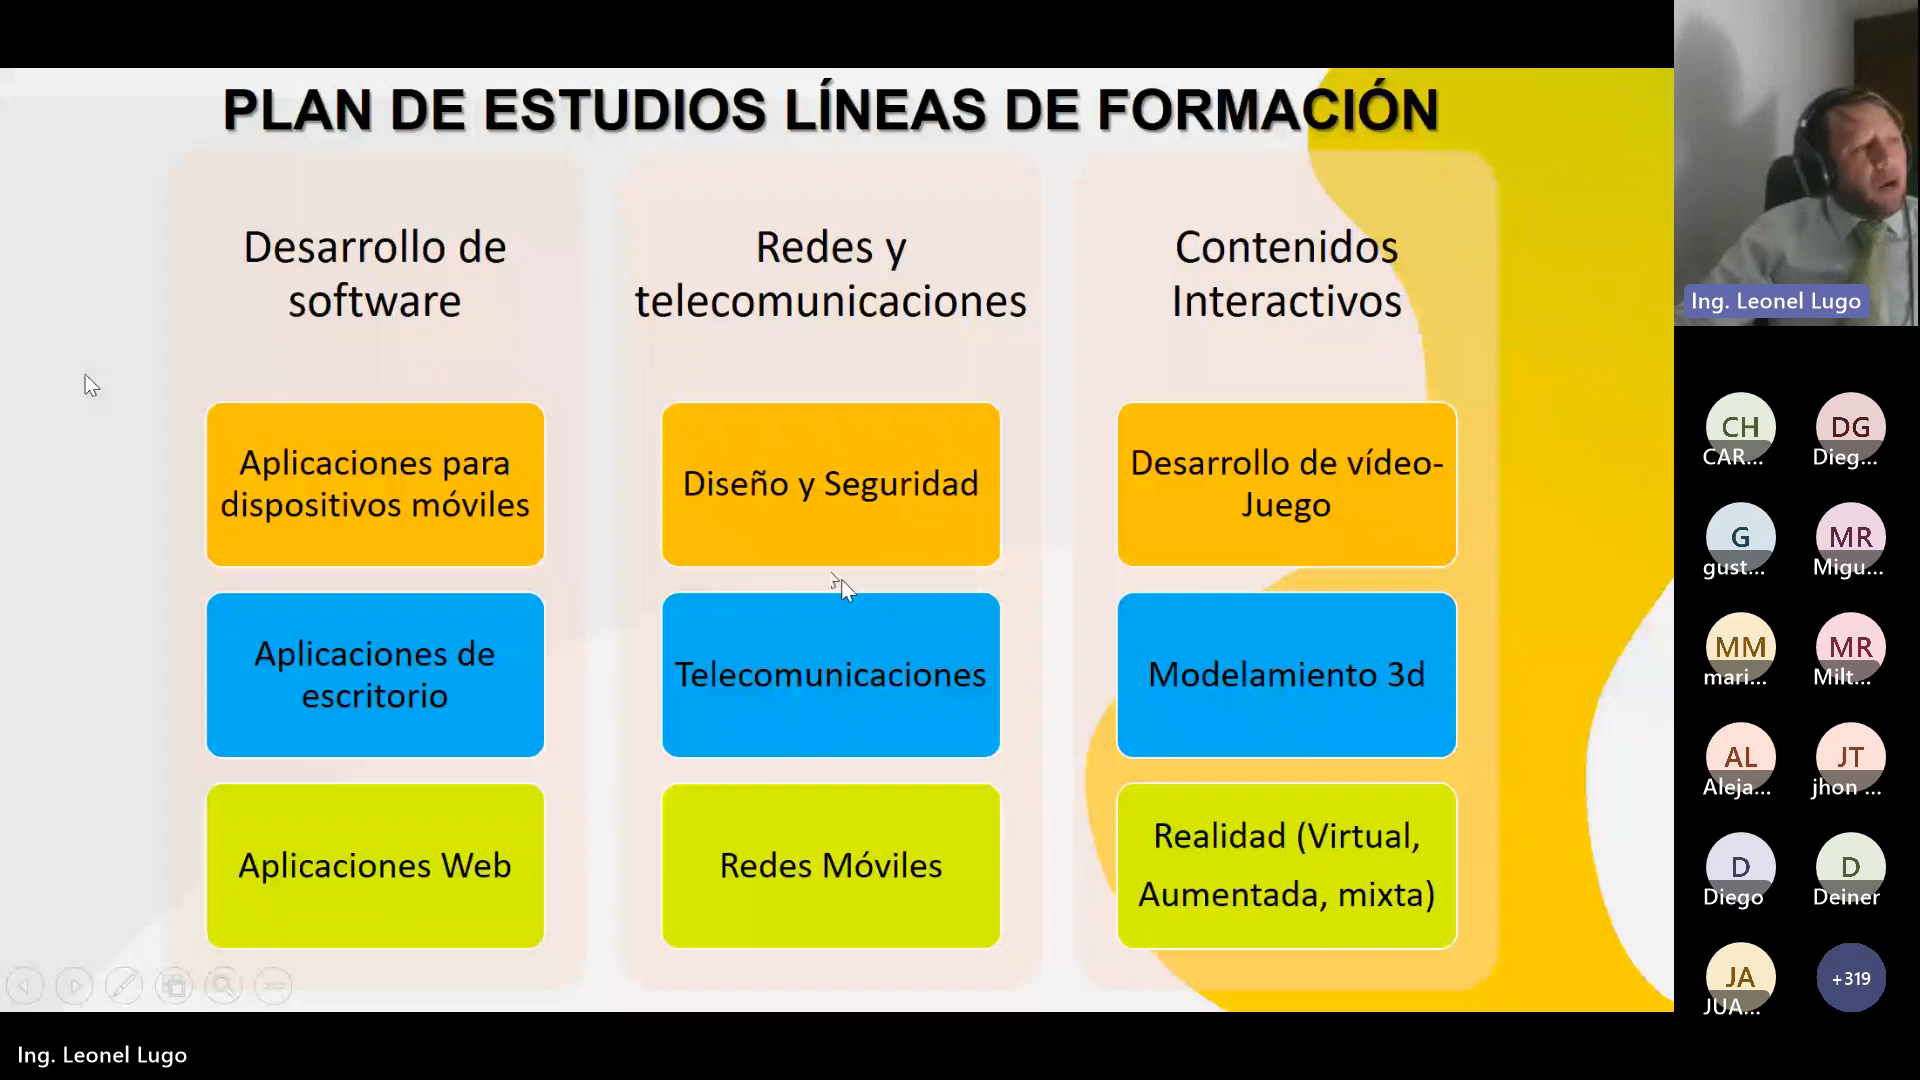 PLAN DE ESTUDIOS LÍNEAS DE FORMACIÓN
Desarrollo de
software
Aplicaciones para
dispositivos móviles
Aplicaciones de
escritorio
Aplicaciones Web
Redes y
telecomunicaciones
Diseño y Seguridad
Telecomunicaciones
Redes Móviles
Contenidos
Interactivos
Desarrollo de vídeo-
Juego
Modelamiento 3d
Realidad (Virtual,
Aumentada, mixta)
Ing. Leonel Lugo
CH
CAR...
DG
Dieg...
G
gust...
MR
Migu...
MM
mari...
MR
Milt...
AL
Aleja...
JT
jhon ...
D
Diego
D
Deiner
JA
JUA...
+319
Ing. Leonel Lugo